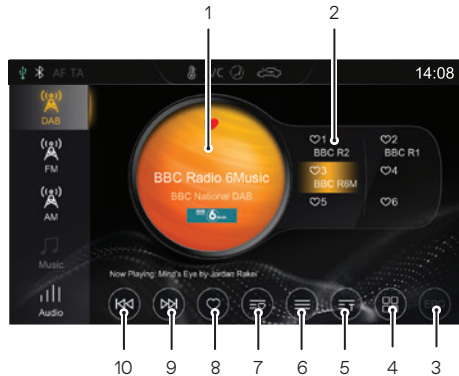 1 2
AF TA A/C 14:08
DAB
FM
AM
Music
Audio
BBC Radio 6Music
BBC National DAB
6
1
BBC R2
2
BBC R1
3
BBC R6M
4
5
6
Now Playing: Mind's Eye by Jordan Rakei
10 9 8 7 6 5 4 3